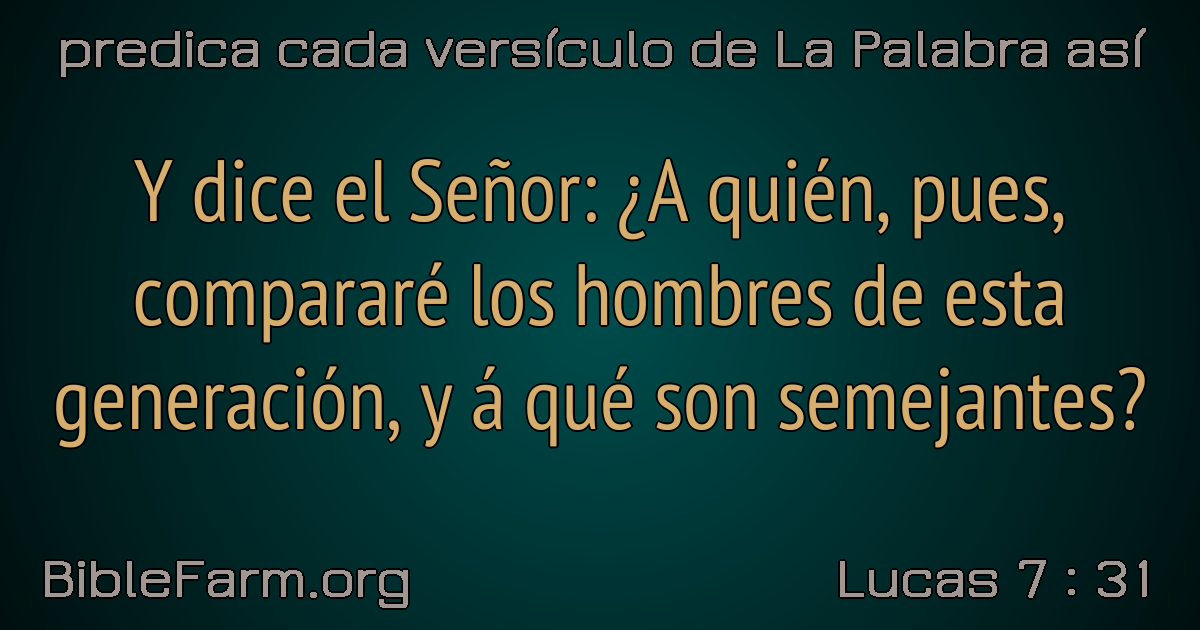 predica cada versículo de La Palabra así
Y dice el Señor: ¿A quién, pues,
compararé los hombres de esta
generación, y á qué son semejantes?
BibleFarm.org
Lucas 7 : 31